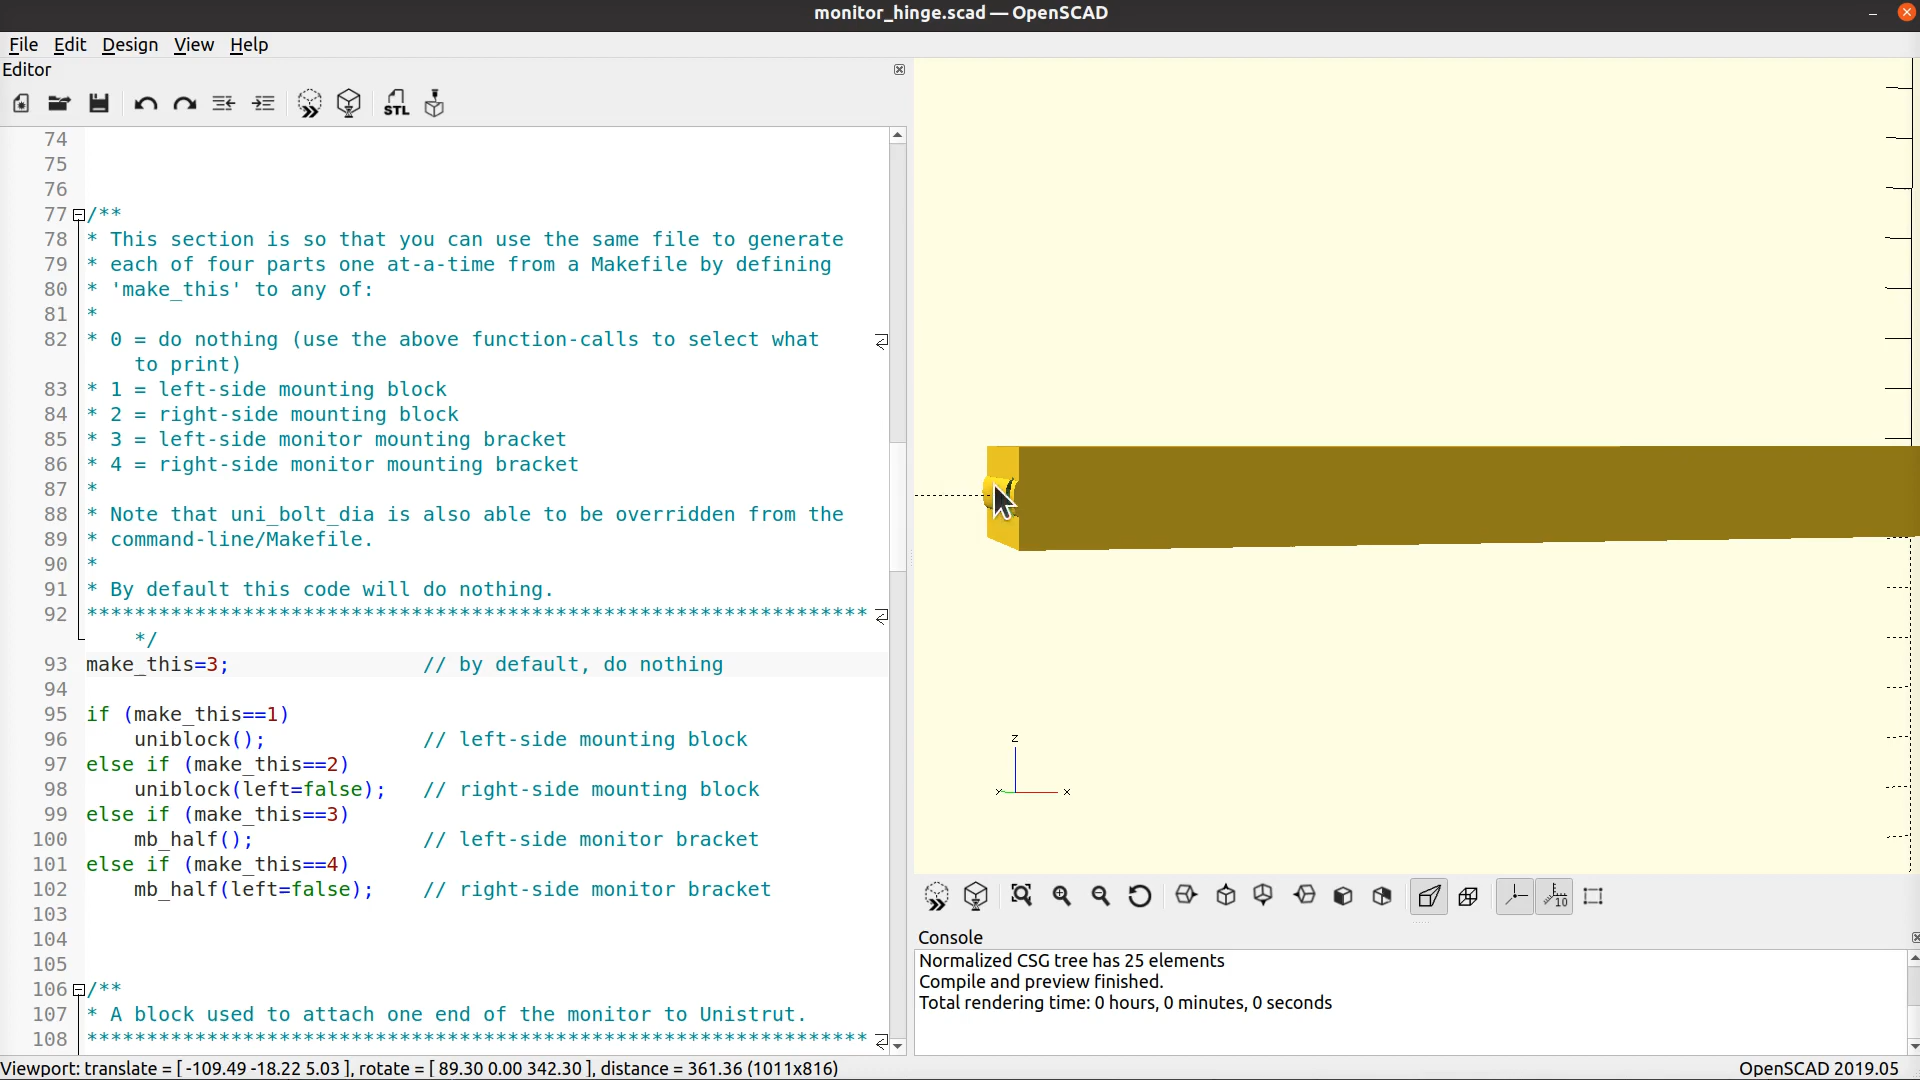 monitor_hinge.scad — OpenSCAD
File Edit Design View Help
Editor
STL
74
75
76
77 /**
78 * This section is so that you can use the same file to generate
79 * each of four parts one at-a-time from a Makefile by defining
80 * 'make_this' to any of:
81 *
82 * 0 = do nothing (use the above function-calls to select what
to print)
83 * 1 = left-side mounting block
84 * 2 = right-side mounting block
85 * 3 = left-side monitor mounting bracket
86 * 4 = right-side monitor mounting bracket
87 *
88 * Note that uni_bolt_dia is also able to be overridden from the
89 * command-line/Makefile.
90 *
91 * By default this code will do nothing.
92 *****************************************************************
*/
93 make_this=3; // by default, do nothing
94
95 if (make_this==1)
96 uniblock(); // left-side mounting block
97 else if (make_this==2)
98 uniblock(left=false); // right-side mounting block
99 else if (make_this==3)
100 mb_half(); // left-side monitor bracket
101 else if (make_this==4)
102 mb_half(left=false); // right-side monitor bracket
103
104
105
106 /**
107 * A block used to attach one end of the monitor to Unistrut.
108 *****************************************************************
z
x
10
Console
Normalized CSG tree has 25 elements
Compile and preview finished.
Total rendering time: 0 hours, 0 minutes, 0 seconds
Viewport: translate = [ -109.49 -18.22 5.03 ], rotate = [ 89.30 0.00 342.30 ], distance = 361.36 (1011x816)
OpenSCAD 2019.05